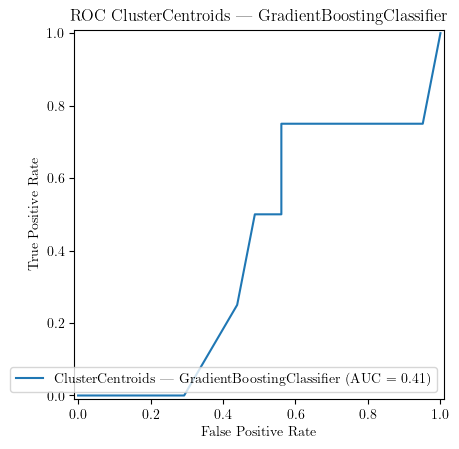 ROC ClusterCentroids — GradientBoostingClassifier
1.0
0.8
0.6
0.4
0.2
0.0
True Positive Rate
ClusterCentroids — GradientBoostingClassifier (AUC = 0.41)
0.0 0.2 0.4 0.6 0.8 1.0
False Positive Rate